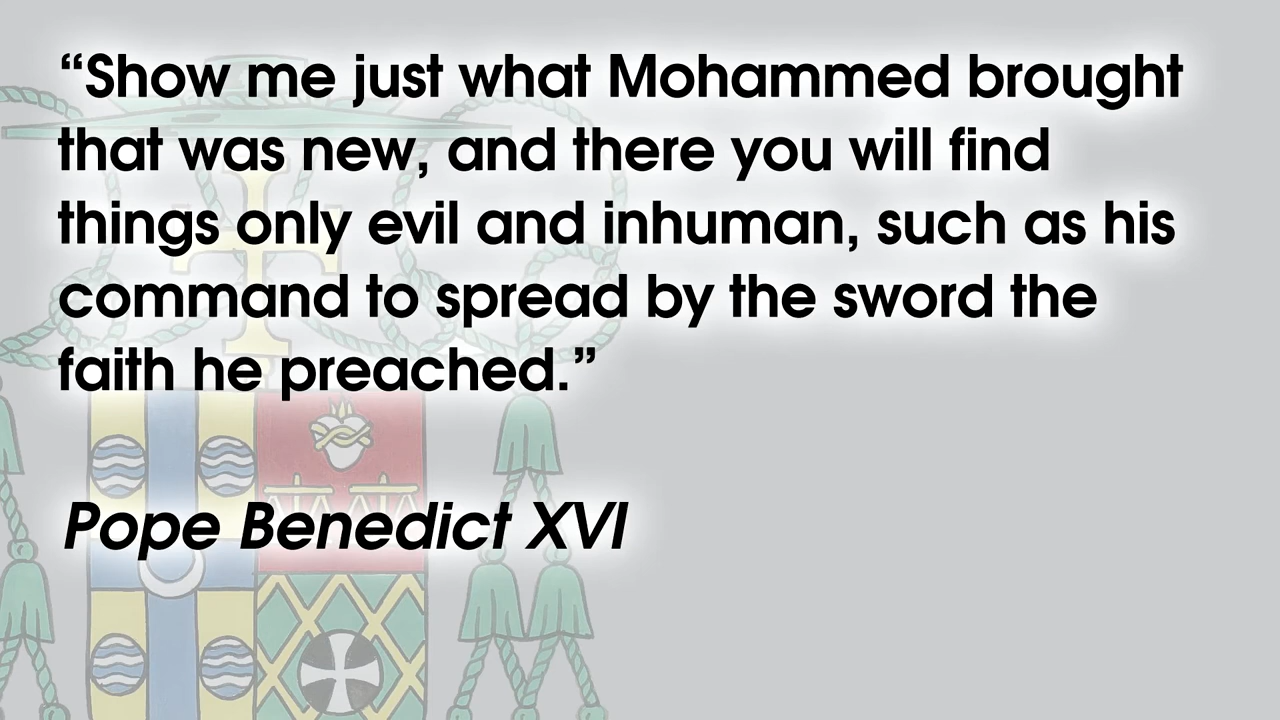 “Show me just what Mohammed brought
that was new, and there you will find
things only evil and inhuman, such as his
command to spread by the sword the
faith he preached.”
Pope Benedict XVI